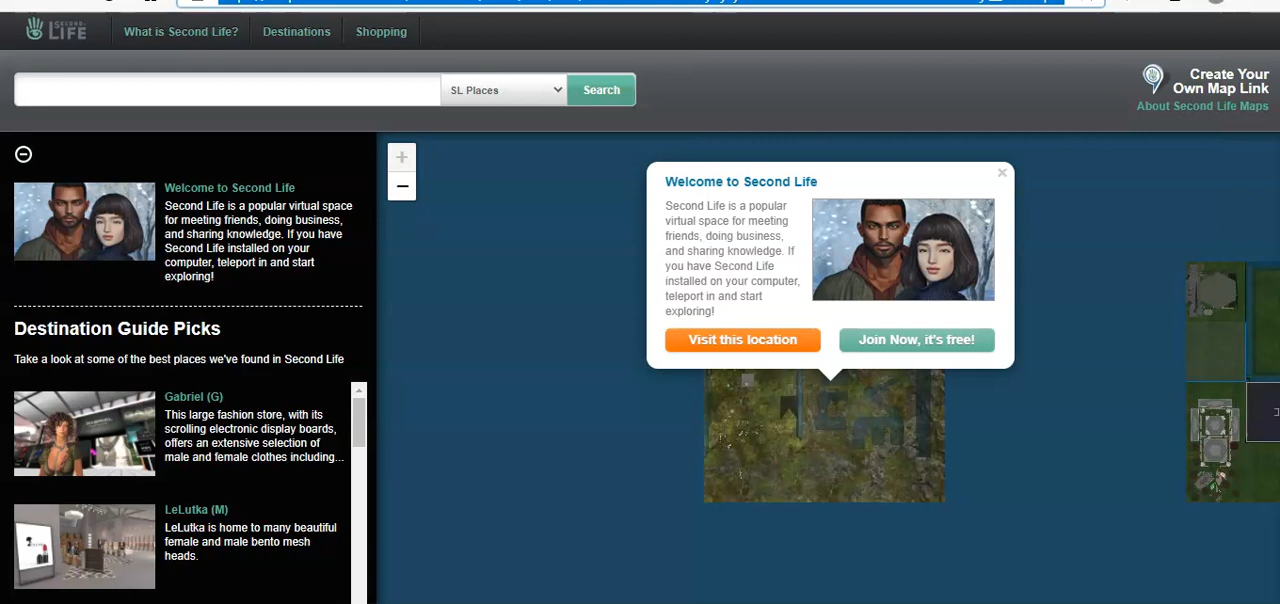 SECOND LIFE
What is Second Life?
Destinations
Shopping
SL Places
Search
Create Your
Own Map Link
About Second Life Maps
Welcome to Second Life
Second Life is a popular virtual space
for meeting friends, doing business,
and sharing knowledge. If you have
Second Life installed on your
computer, teleport in and start
exploring!
Destination Guide Picks
Take a look at some of the best places we've found in Second Life
Gabriel (G)
This large fashion store, with its
scrolling electronic display boards,
offers an extensive selection of
male and female clothes including...
LeLutka (M)
LeLutka is home to many beautiful
female and male bento mesh
heads.
+
−
Welcome to Second Life
×
Second Life is a popular
virtual space for meeting
friends, doing business,
and sharing knowledge. If
you have Second Life
installed on your computer,
teleport in and start
exploring!
Visit this location
Join Now, it's free!